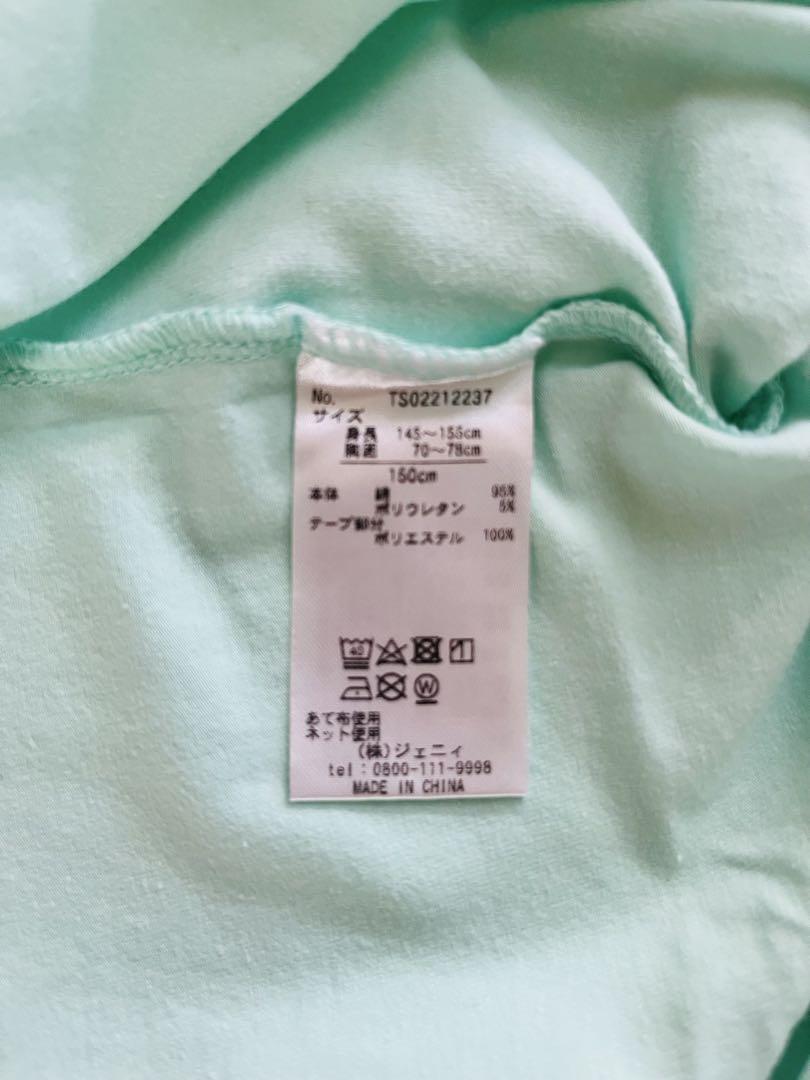 No. TS02212237
サイズ
身長 145～155cm
胸囲 70～78cm
150cm
本体 綿 95%
ポリウレタン 5%
テープ部分
ポリエステル 100%
40
W
あて布使用
ネット使用
(株)ジェニィ
tel:0800-111-9998
MADE IN CHINA